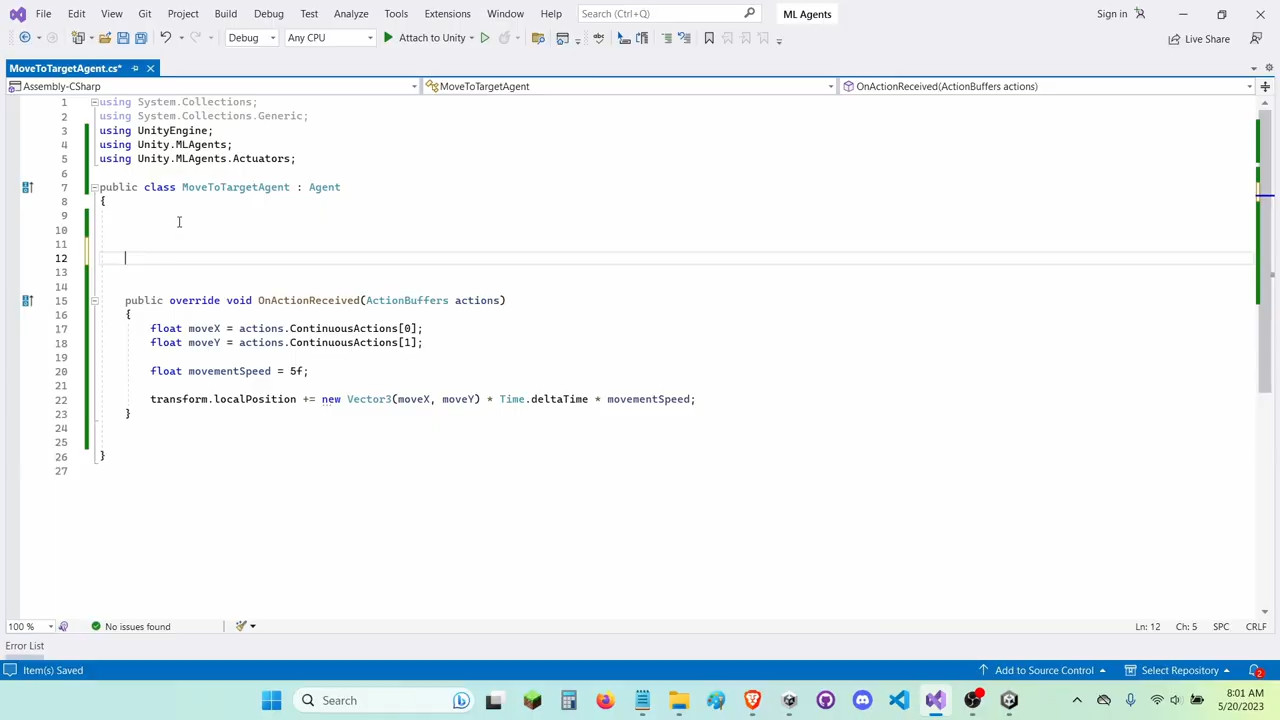 File Edit View Git Project Build Debug Test Analyze Tools Extensions Window Help Search (Ctrl+Q) ML Agents Sign in
Debug Any CPU Attach to Unity Live Share
MoveToTargetAgent.cs*
Assembly-CSharp MoveToTargetAgent OnActionReceived(ActionBuffers actions)
1 using System.Collections;
2 using System.Collections.Generic;
3 using UnityEngine;
4 using Unity.MLAgents;
5 using Unity.MLAgents.Actuators;
6
7 public class MoveToTargetAgent : Agent
8 {
9
10
11
12
13
14
15 public override void OnActionReceived(ActionBuffers actions)
16 {
17 float moveX = actions.ContinuousActions[0];
18 float moveY = actions.ContinuousActions[1];
19
20 float movementSpeed = 5f;
21
22 transform.localPosition += new Vector3(moveX, moveY) * Time.deltaTime * movementSpeed;
23 }
24
25
26 }
27
100 % No issues found Ln: 12 Ch: 5 SPC CRLF
Error List
Item(s) Saved Add to Source Control Select Repository 2
Search 8:01 AM
5/20/2023